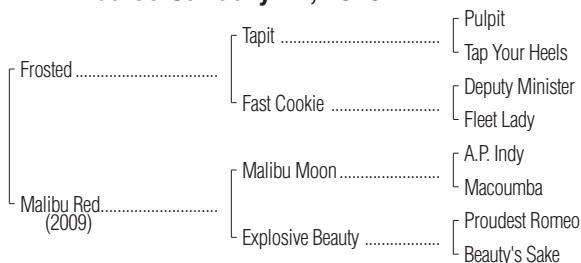 Pulpit
Tapit ........................................
Tap Your Heels
Frosted ....................................
Deputy Minister
Fast Cookie ...........................
Fleet Lady
A.P. Indy
Malibu Moon .........................
Macoumba
Malibu Red..............................
(2009)
Proudest Romeo
Explosive Beauty ...................
Beauty's Sake